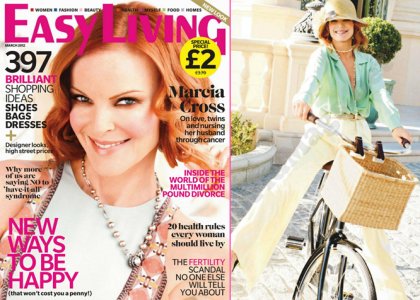 WOMEN FASHION BEAUTY HEALTH MYSELF FOOD HOMES
NEW LOOK
EASY LIVING
MARCH 2012
397
BRILLIANT
SHOPPING
IDEAS
SHOES
BAGS
DRESSES
+
Designer looks,
high street prices
SPECIAL
PRICE!
£2
Marcia
Cross
On love, twins
and nursing
her husband
through cancer
Why more
of us are
saying NO to
'have-it-all'
syndrome
INSIDE THE
WORLD OF THE
MULTIMILLION
POUND DIVORCE
NEW
WAYS
TO BE
HAPPY
(that won't cost you a penny!)
20 health rules
every woman
should live by
THE FERTILITY
SCANDAL
NO ONE ELSE
WILL TELL
YOU ABOUT